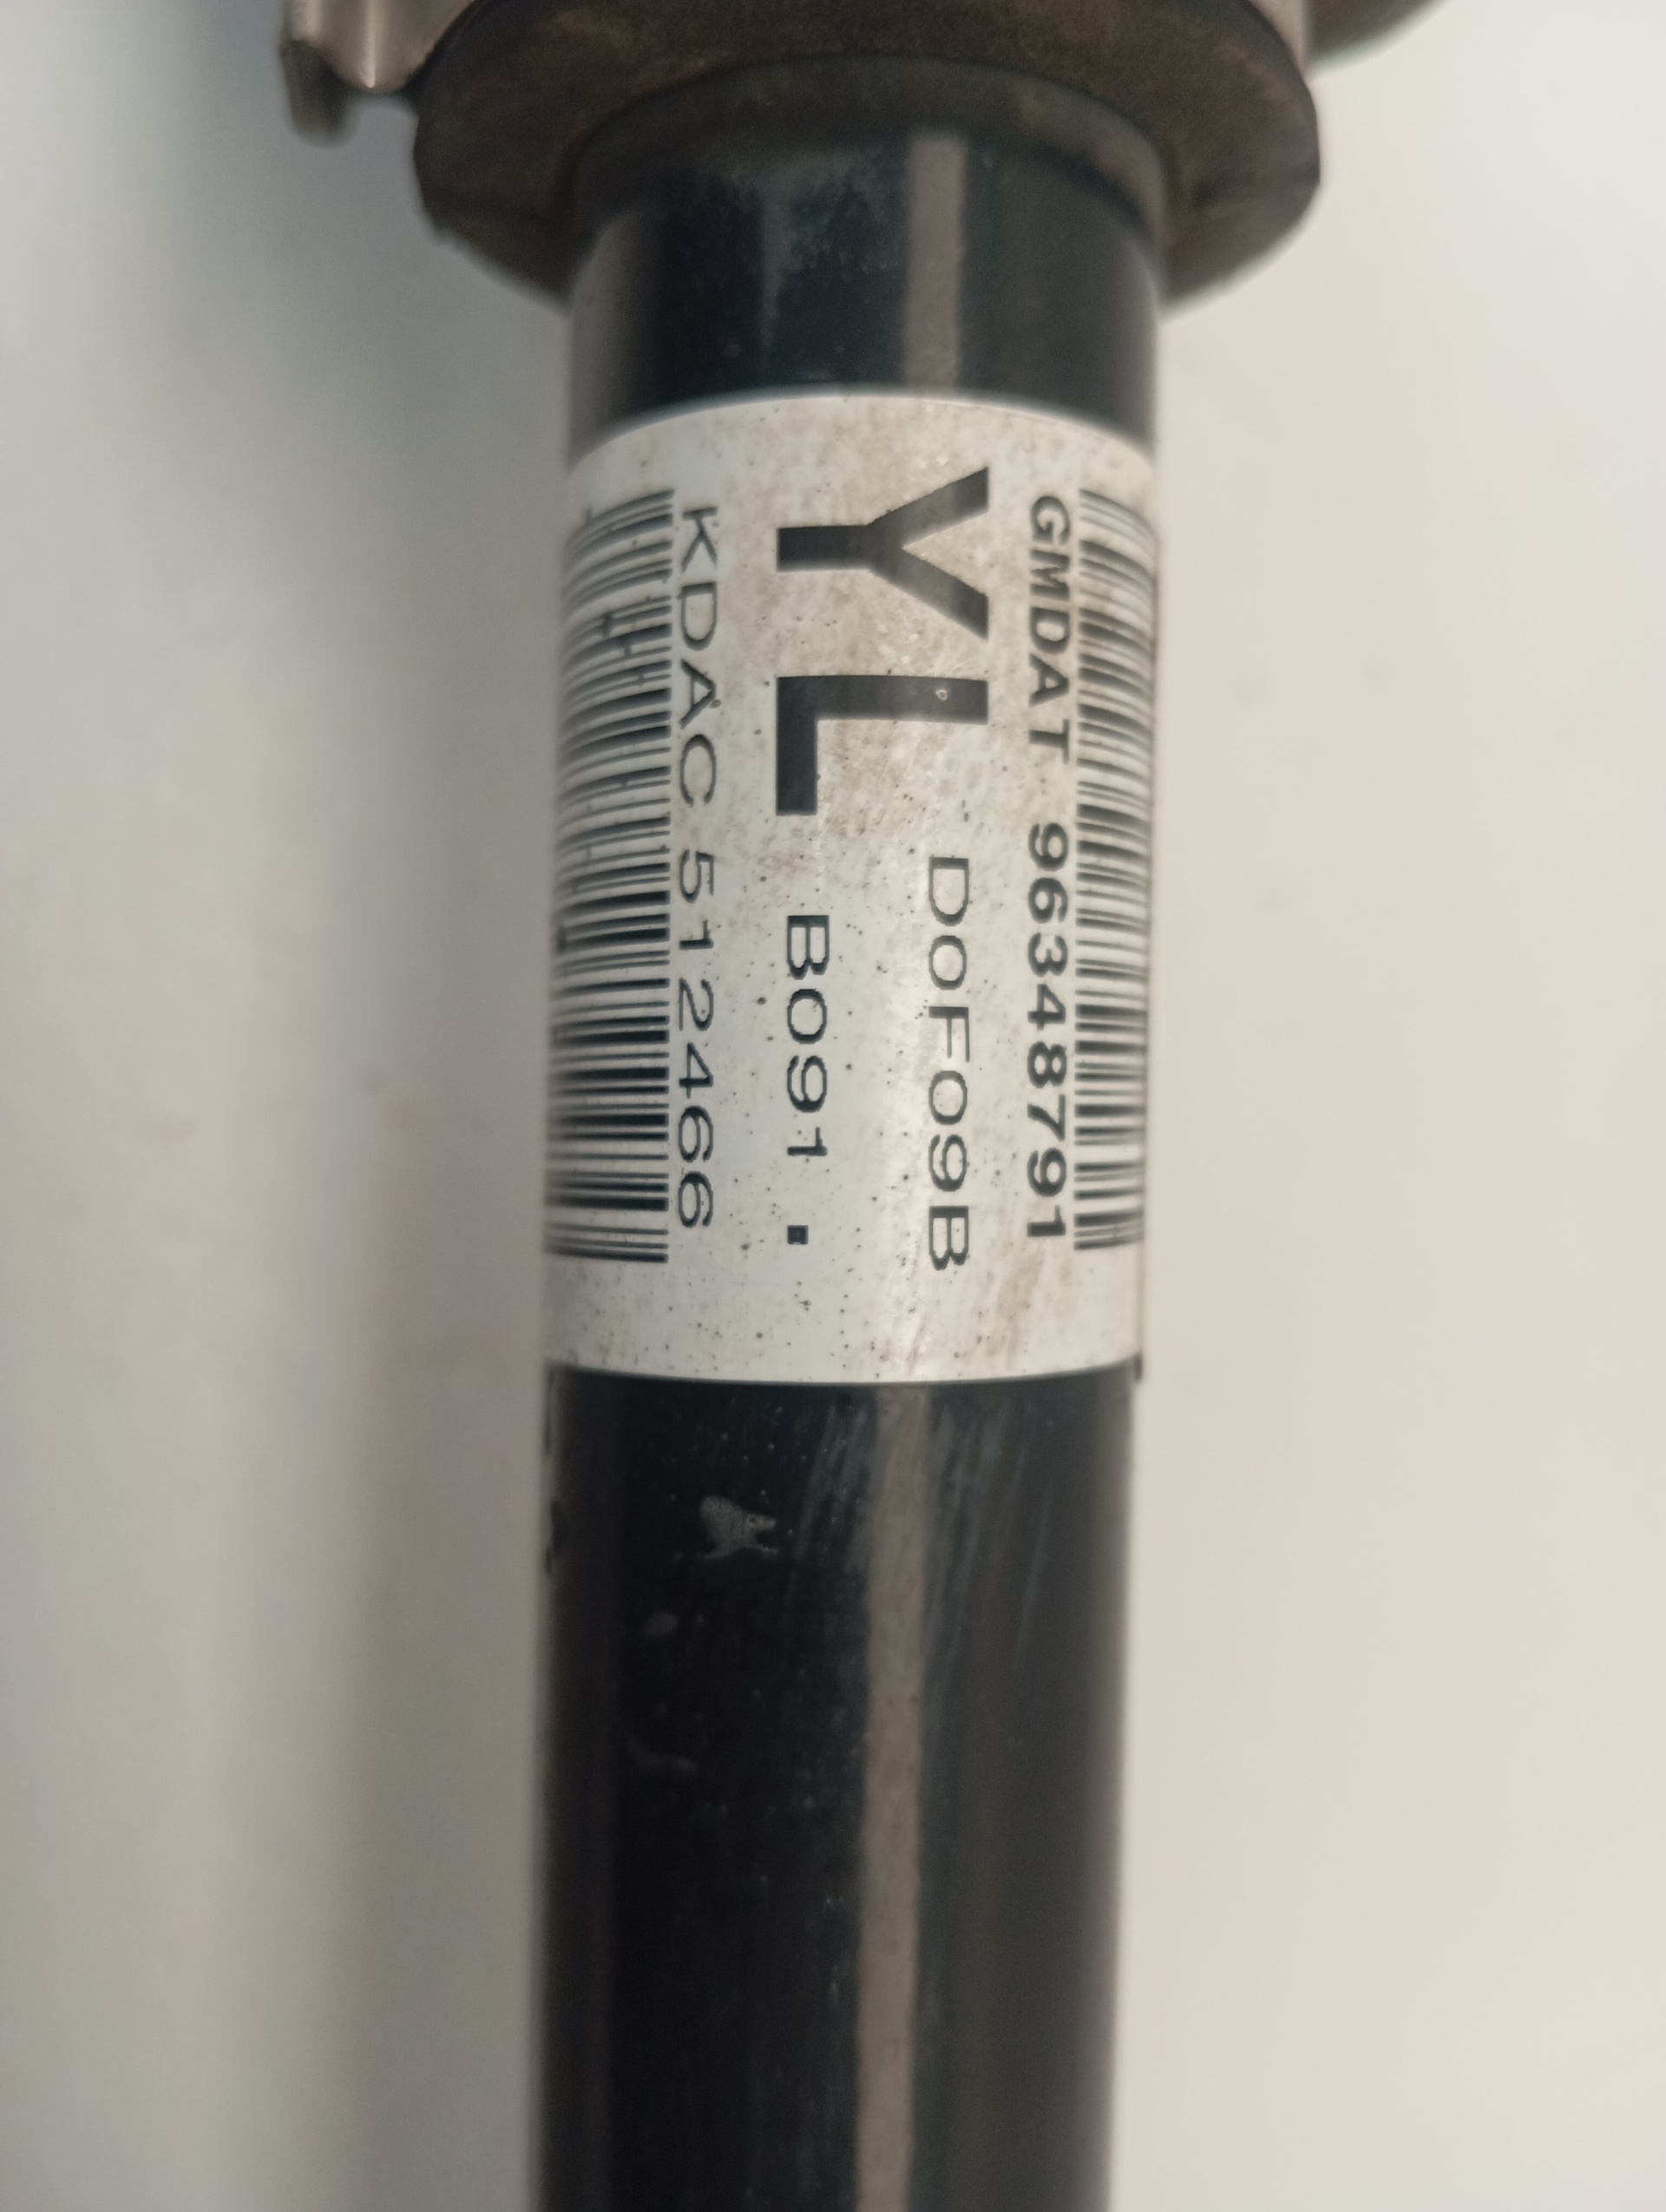 GMDAT 96348791
D0F09B
YL B091 .
KDAC 512466